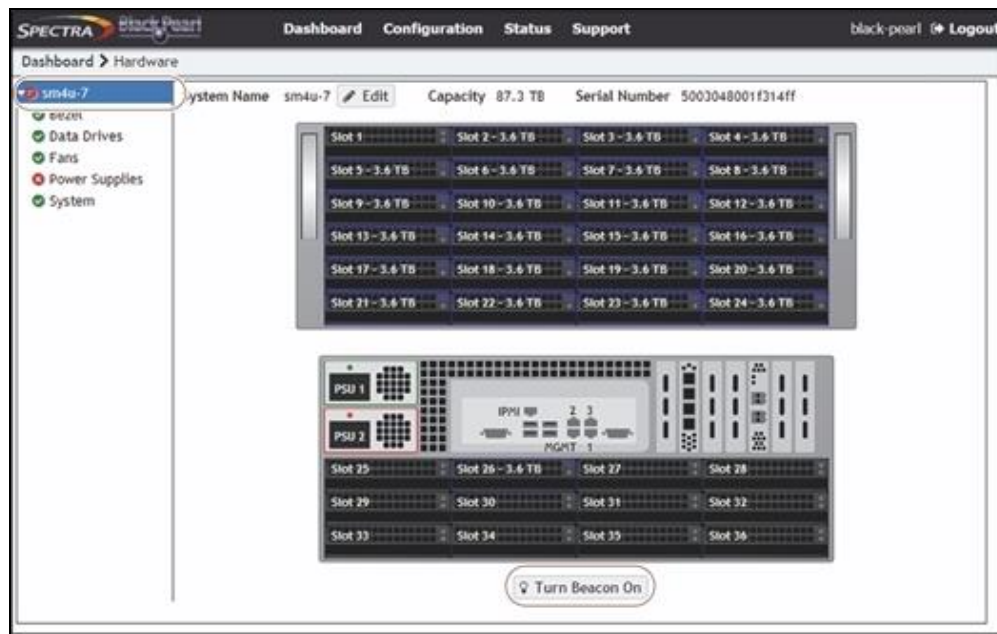 SPECTRA Black Pearl Dashboard Configuration Status Support black-pearl Logout
Dashboard > Hardware
sm4u-7
Bezel
Data Drives
Fans
Power Supplies
System
System Name sm4u-7 Edit Capacity 87.3 TB Serial Number 5003048001f314ff
Slot 1 Slot 2 - 3.6 TB Slot 3 - 3.6 TB Slot 4 - 3.6 TB
Slot 5 - 3.6 TB Slot 6 - 3.6 TB Slot 7 - 3.6 TB Slot 8 - 3.6 TB
Slot 9 - 3.6 TB Slot 10 - 3.6 TB Slot 11 - 3.6 TB Slot 12 - 3.6 TB
Slot 13 - 3.6 TB Slot 14 - 3.6 TB Slot 15 - 3.6 TB Slot 16 - 3.6 TB
Slot 17 - 3.6 TB Slot 18 - 3.6 TB Slot 19 - 3.6 TB Slot 20 - 3.6 TB
Slot 21 - 3.6 TB Slot 22 - 3.6 TB Slot 23 - 3.6 TB Slot 24 - 3.6 TB
PSU 1
IPMI 2 3
PSU 2
MGMT 1
Slot 25 Slot 26 - 3.6 TB Slot 27 Slot 28
Slot 29 Slot 30 Slot 31 Slot 32
Slot 33 Slot 34 Slot 35 Slot 36
Turn Beacon On